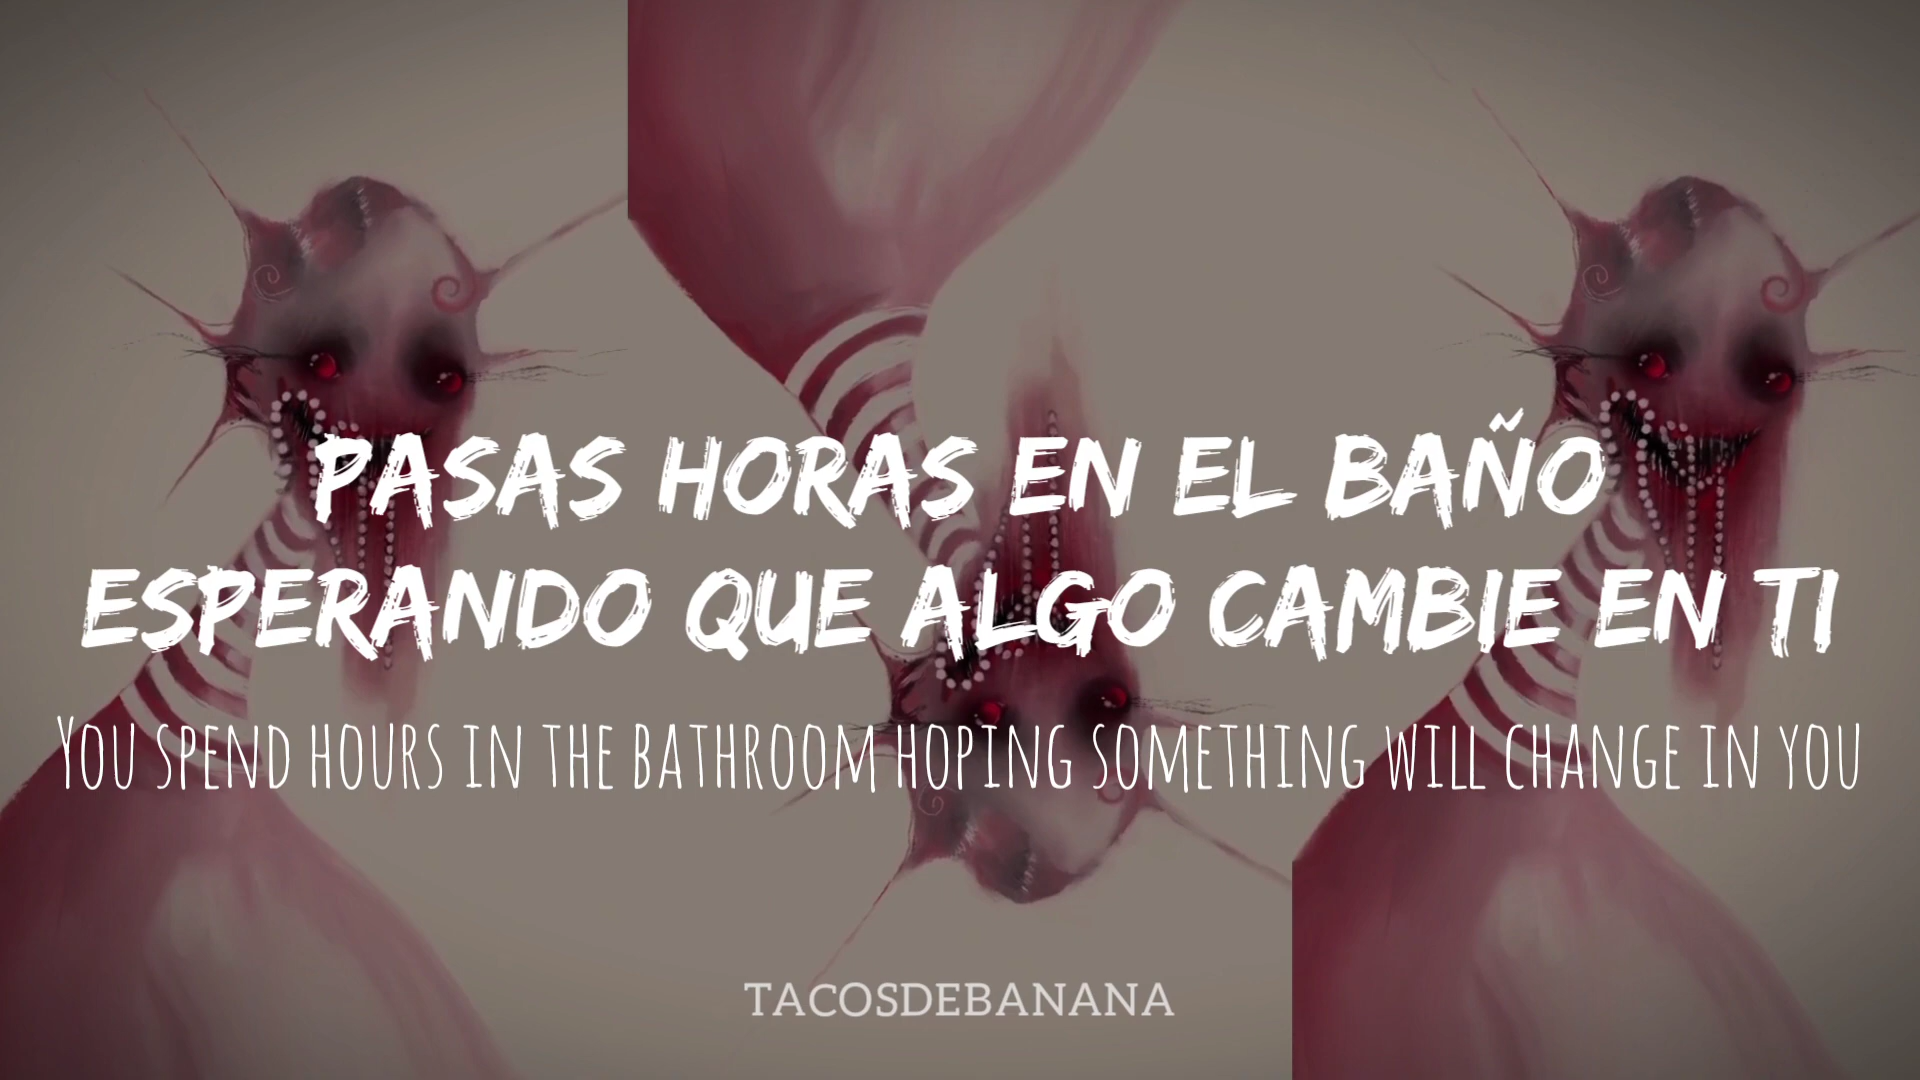 PASAS HORAS EN EL BAÑO
ESPERANDO QUE ALGO CAMBIE EN TI
YOU SPEND HOURS IN THE BATHROOM HOPING SOMETHING WILL CHANGE IN YOU
TACOSDEBANANA